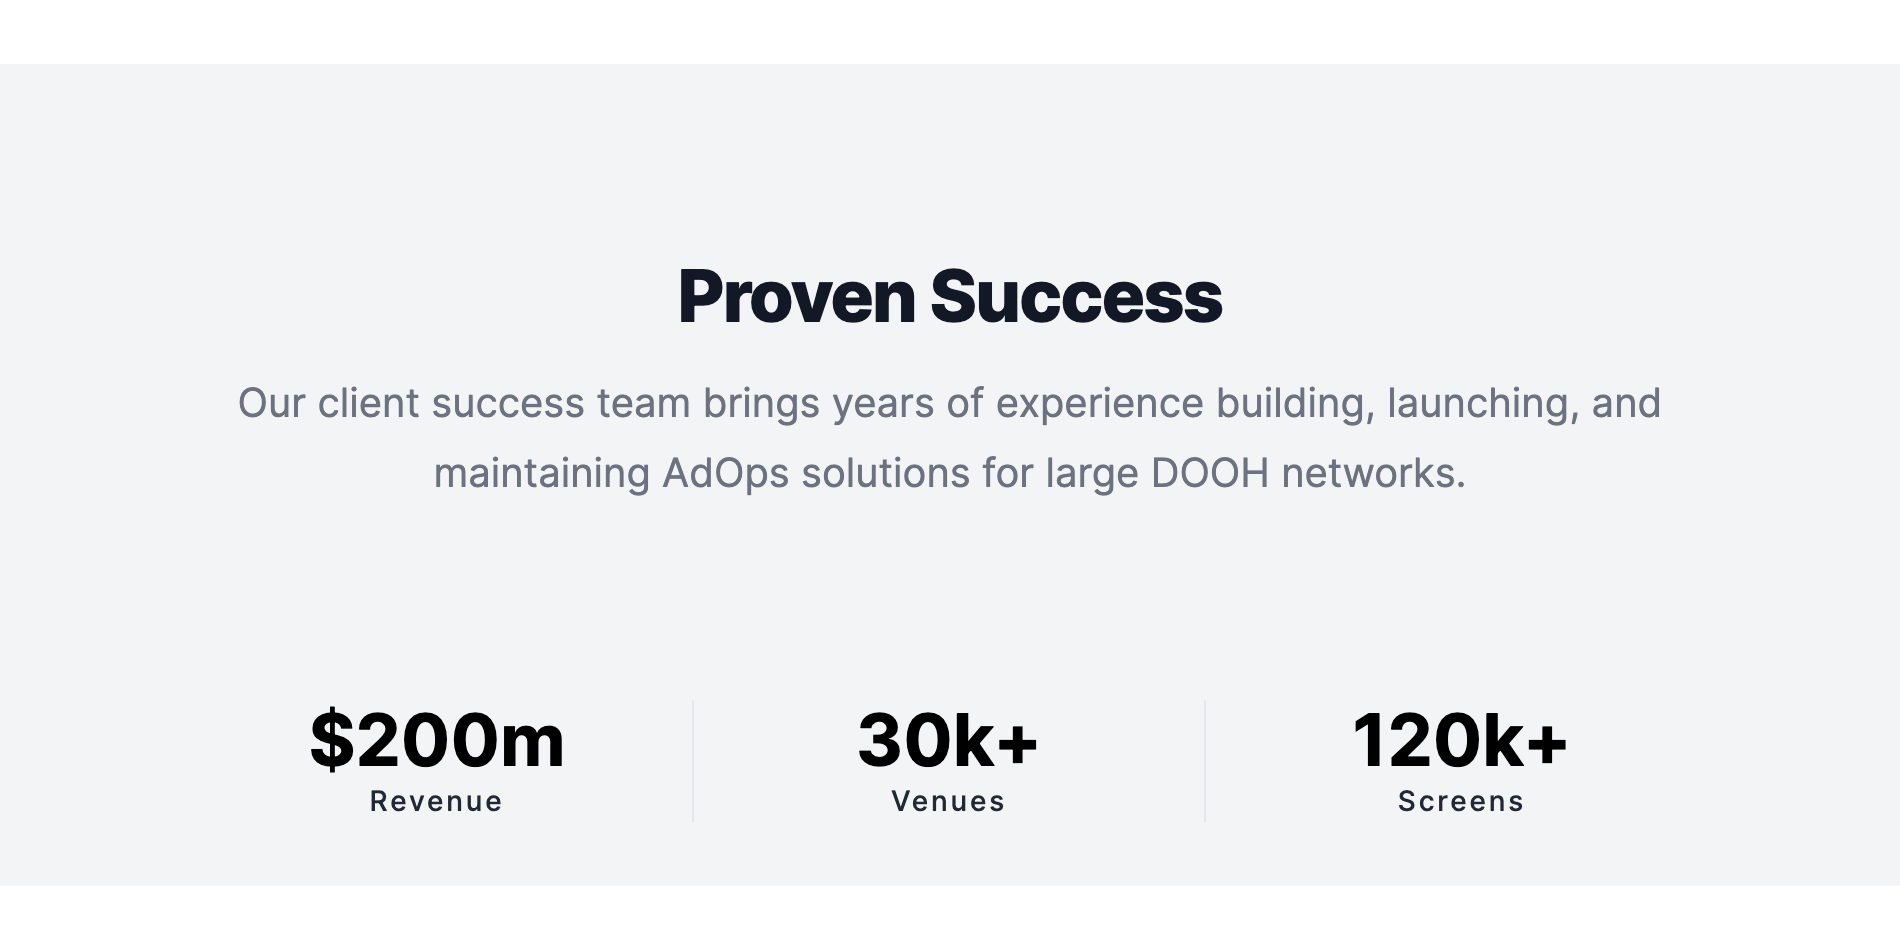 Proven Success
Our client success team brings years of experience building, launching, and
maintaining AdOps solutions for large DOOH networks.
$200m
Revenue
30k+
Venues
120k+
Screens